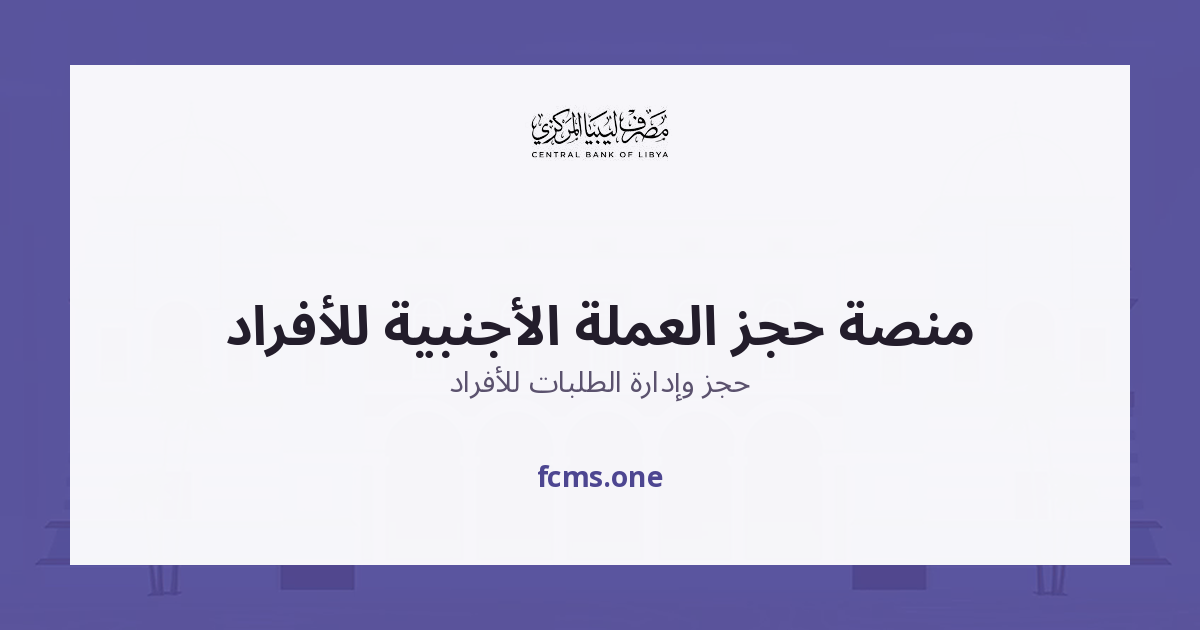 مصرف ليبيا المركزي
CENTRAL BANK OF LIBYA
منصة حجز العملة الأجنبية للأفراد
حجز وإدارة الطلبات للأفراد
fcms.one